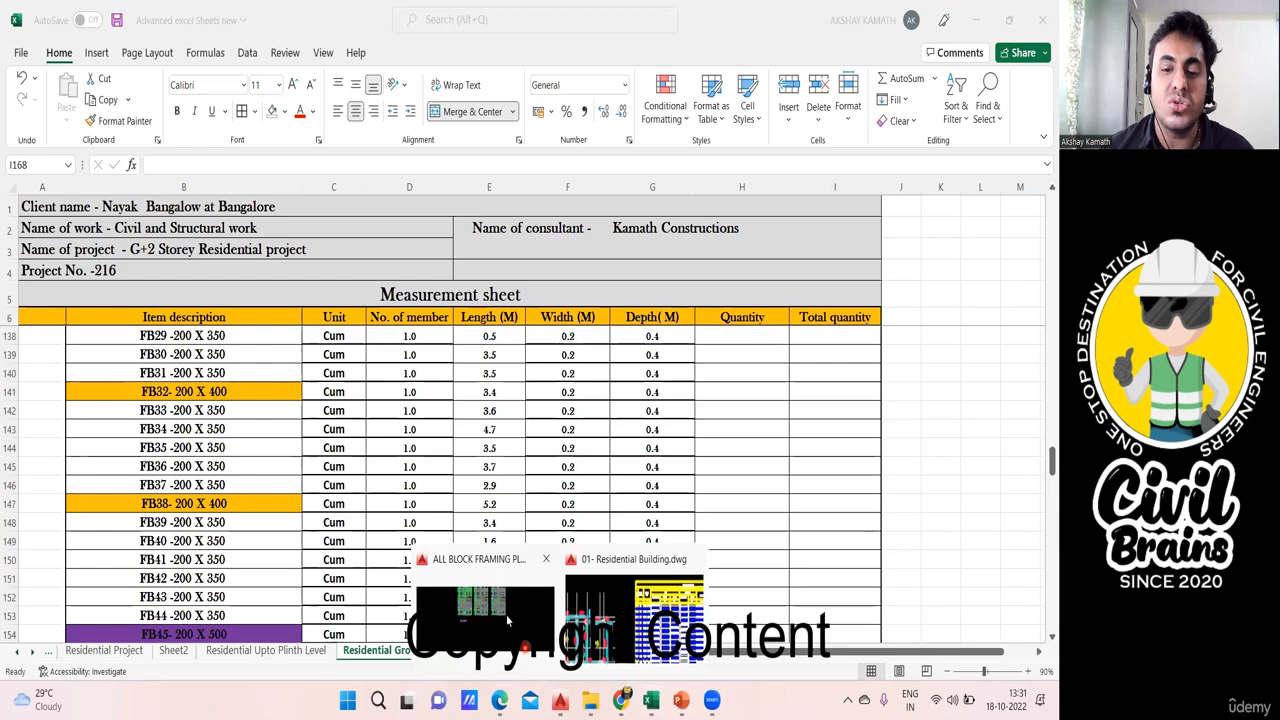 AutoSave Off Advanced excel Sheets new Search (Alt+Q) AKSHAY KAMATH AK
File Home Insert Page Layout Formulas Data Review View Help Comments Share
Cut
Copy
Format Painter
Paste
Calibri 11
B I U A
Wrap Text
Merge & Center
General
Conditional Formatting
Format as Table
Cell Styles
Insert Delete Format
AutoSum
Fill
Clear
Sort & Filter
Find & Select
Undo Clipboard Font Alignment Number Styles Cells Editing
Akshay Kamath
I168 fx
A B C D E F G H I J K L M
1 Client name - Nayak Bangalow at Bangalore
2 Name of work - Civil and Structural work Name of consultant - Kamath Constructions
3 Name of project - G+2 Storey Residential project
4 Project No. -216
5 Measurement sheet
6 Item description Unit No. of member Length (M) Width (M) Depth( M) Quantity Total quantity
138 FB29 -200 X 350 Cum 1.0 0.5 0.2 0.4
139 FB30 -200 X 350 Cum 1.0 3.5 0.2 0.4
140 FB31 -200 X 350 Cum 1.0 3.5 0.2 0.4
141 FB32- 200 X 400 Cum 1.0 3.4 0.2 0.4
142 FB33 -200 X 350 Cum 1.0 3.6 0.2 0.4
143 FB34 -200 X 350 Cum 1.0 4.7 0.2 0.4
144 FB35 -200 X 350 Cum 1.0 3.5 0.2 0.4
145 FB36 -200 X 350 Cum 1.0 3.7 0.2 0.4
146 FB37 -200 X 350 Cum 1.0 2.9 0.2 0.4
147 FB38- 200 X 400 Cum 1.0 5.2 0.2 0.4
148 FB39 -200 X 350 Cum 1.0 3.4 0.2 0.4
149 FB40 -200 X 350 Cum 1.0 1.6 0.2 0.4
150 FB41 -200 X 350 Cum
151 FB42 -200 X 350 Cum
152 FB43 -200 X 350 Cum
153 FB44 -200 X 350 Cum
154 FB45- 200 X 500 Cum
ALL BLOCK FRAMING PL... 01- Residential Building.dwg
Copyright Content
... Residential Project Sheet2 Residential Upto Plinth Level Residential Gro
Ready Accessibility: Investigate 90%
29°C
Cloudy
ENG
IN
13:31
18-10-2022
ONE STOP DESTINATION FOR CIVIL ENGINEERS
Civil
Brains
SINCE 2020
ûdemy